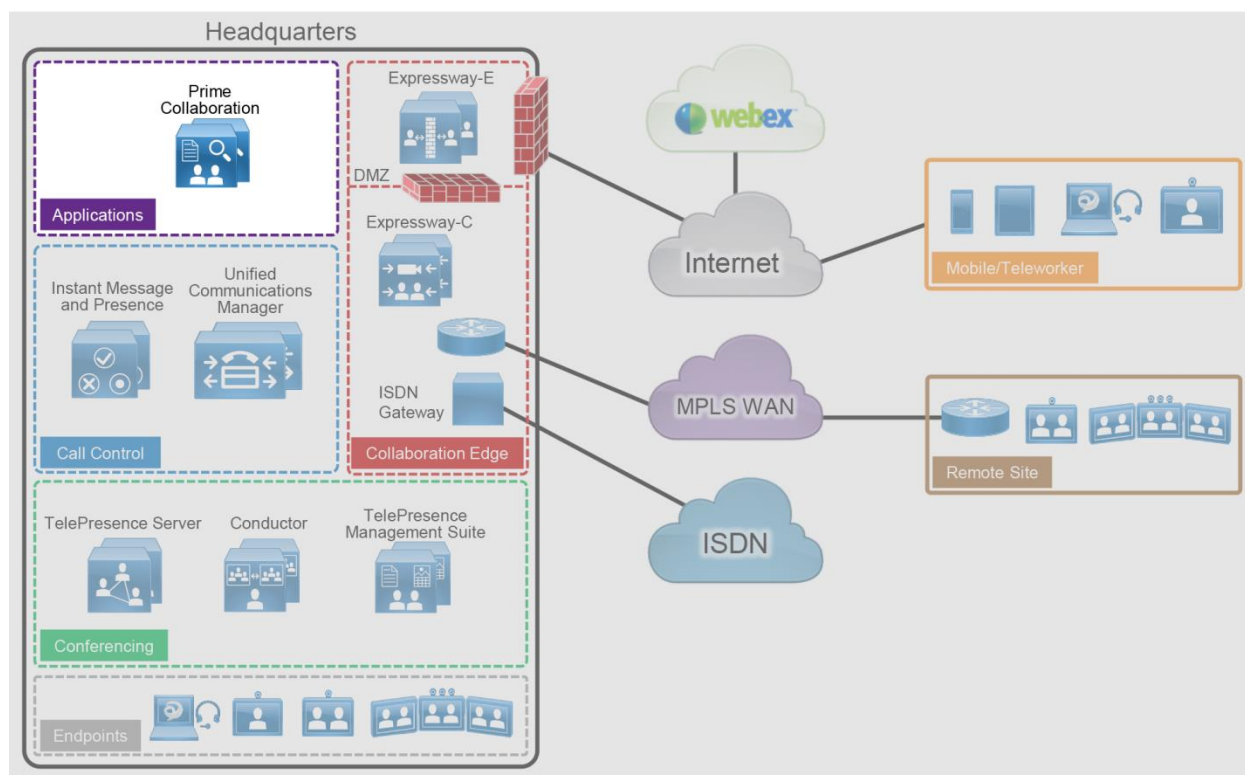 Headquarters
Prime
Collaboration
Applications
Expressway-E
DMZ
Expressway-C
ISDN
Gateway
Collaboration Edge
Instant Message
and Presence
Unified
Communications
Manager
Call Control
TelePresence Server
Conductor
TelePresence
Management Suite
Conferencing
Endpoints
webex
Internet
MPLS WAN
ISDN
Mobile/Teleworker
Remote Site